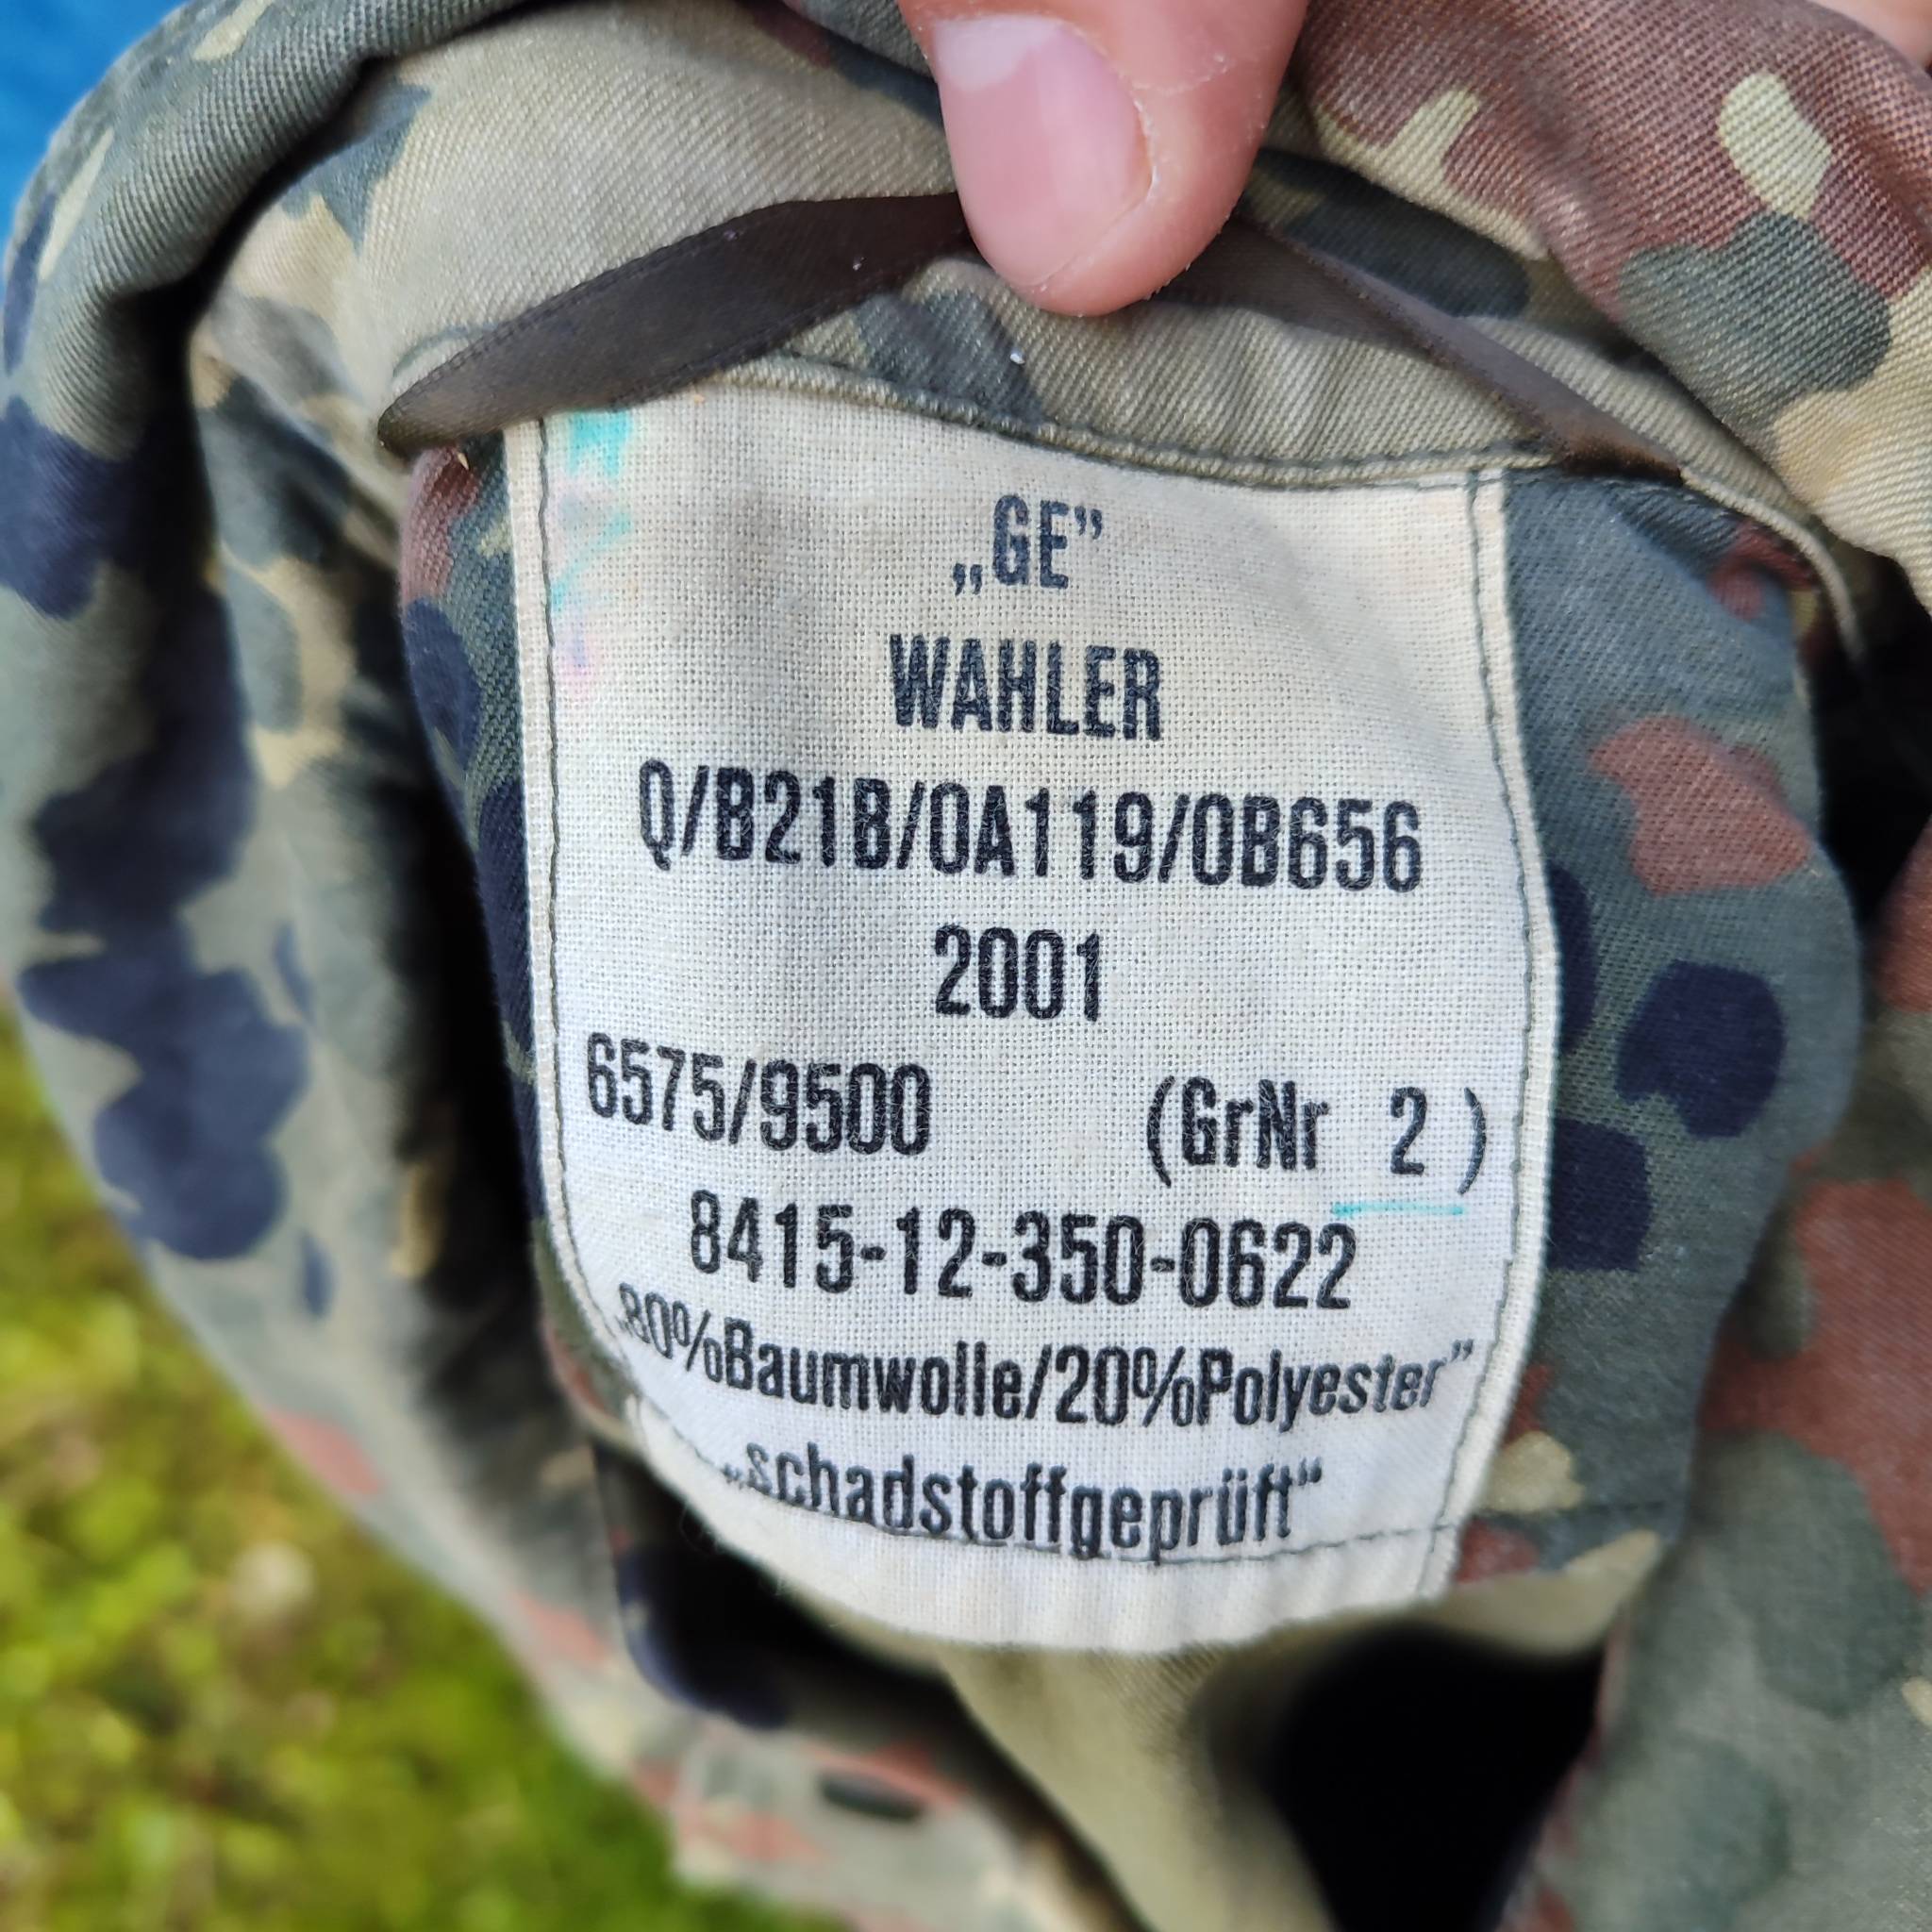 „GE”
WAHLER
Q/B21B/0A119/0B656
2001
6575/9500 (GrNr 2 )
8415-12-350-0622
80%Baumwolle/20%Polyester”
„schadstoffgeprüft“